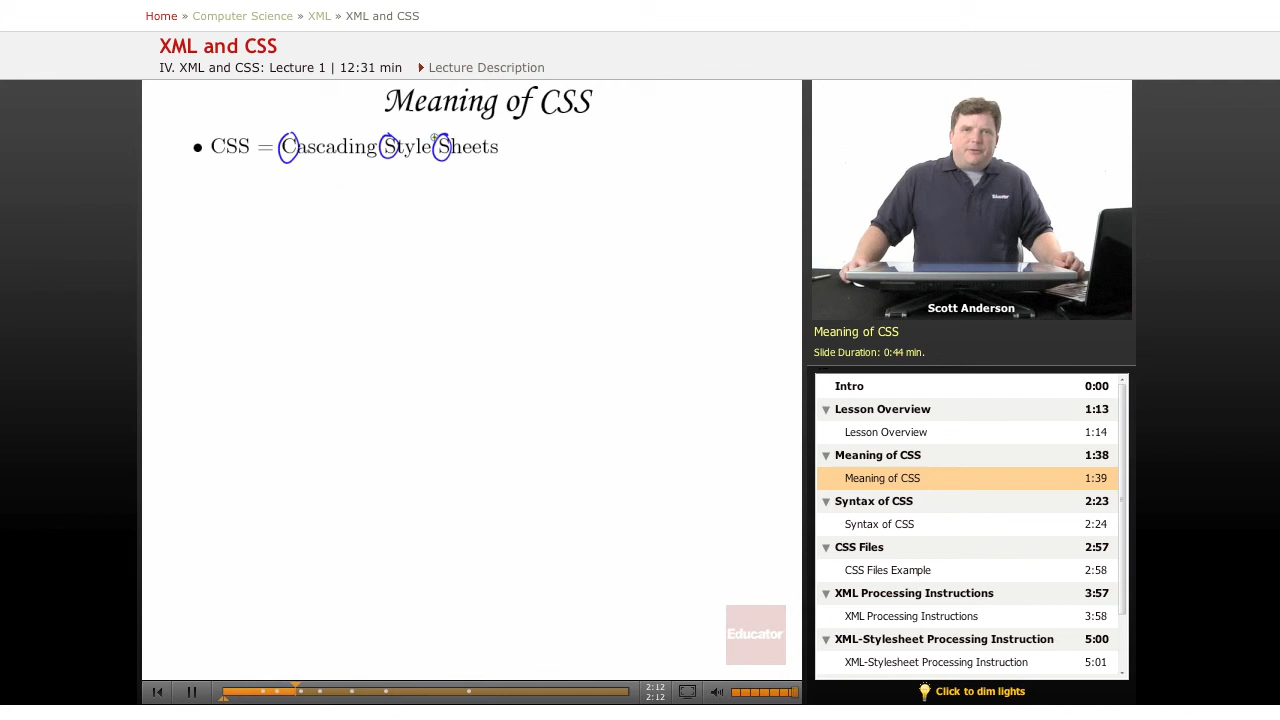 Home » Computer Science » XML » XML and CSS
XML and CSS
IV. XML and CSS: Lecture 1 | 12:31 min
Lecture Description
Meaning of CSS
• CSS = Cascading Style Sheets
Educator
2:12
2:12
Educator
Scott Anderson
Meaning of CSS
Slide Duration: 0:44 min.
Intro 0:00
Lesson Overview 1:13
Lesson Overview 1:14
Meaning of CSS 1:38
Meaning of CSS 1:39
Syntax of CSS 2:23
Syntax of CSS 2:24
CSS Files 2:57
CSS Files Example 2:58
XML Processing Instructions 3:57
XML Processing Instructions 3:58
XML-Stylesheet Processing Instruction 5:00
XML-Stylesheet Processing Instruction 5:01
Click to dim lights